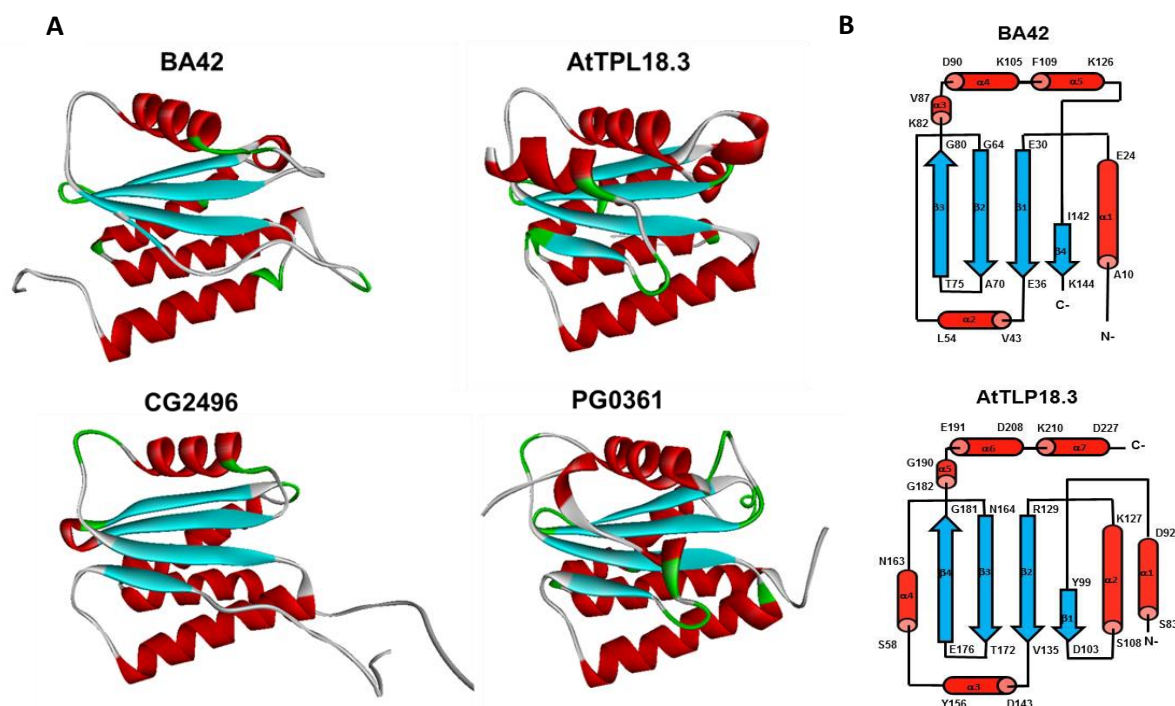 A
B
BA42
AtTPL18.3
BA42
D90 K105 F109 K126
α4 α5
V87
α3
K82
G80 G64 E30 E24
β3 β2 β1 α1
I142
β4
T75 A70 E36 K144 A10
C-
α2
L54 V43 N-
CG2496
PG0361
AtTLP18.3
E191 D208 K210 D227
α6 α7 C-
G190
α5
G182
G181 N164 R129 K127 D92
N163 β4 β3 β2 Y99 α2 α1
α4 β1
S58 S83
E176 T172 V135 D103 S108 N-
α3
Y156 D143